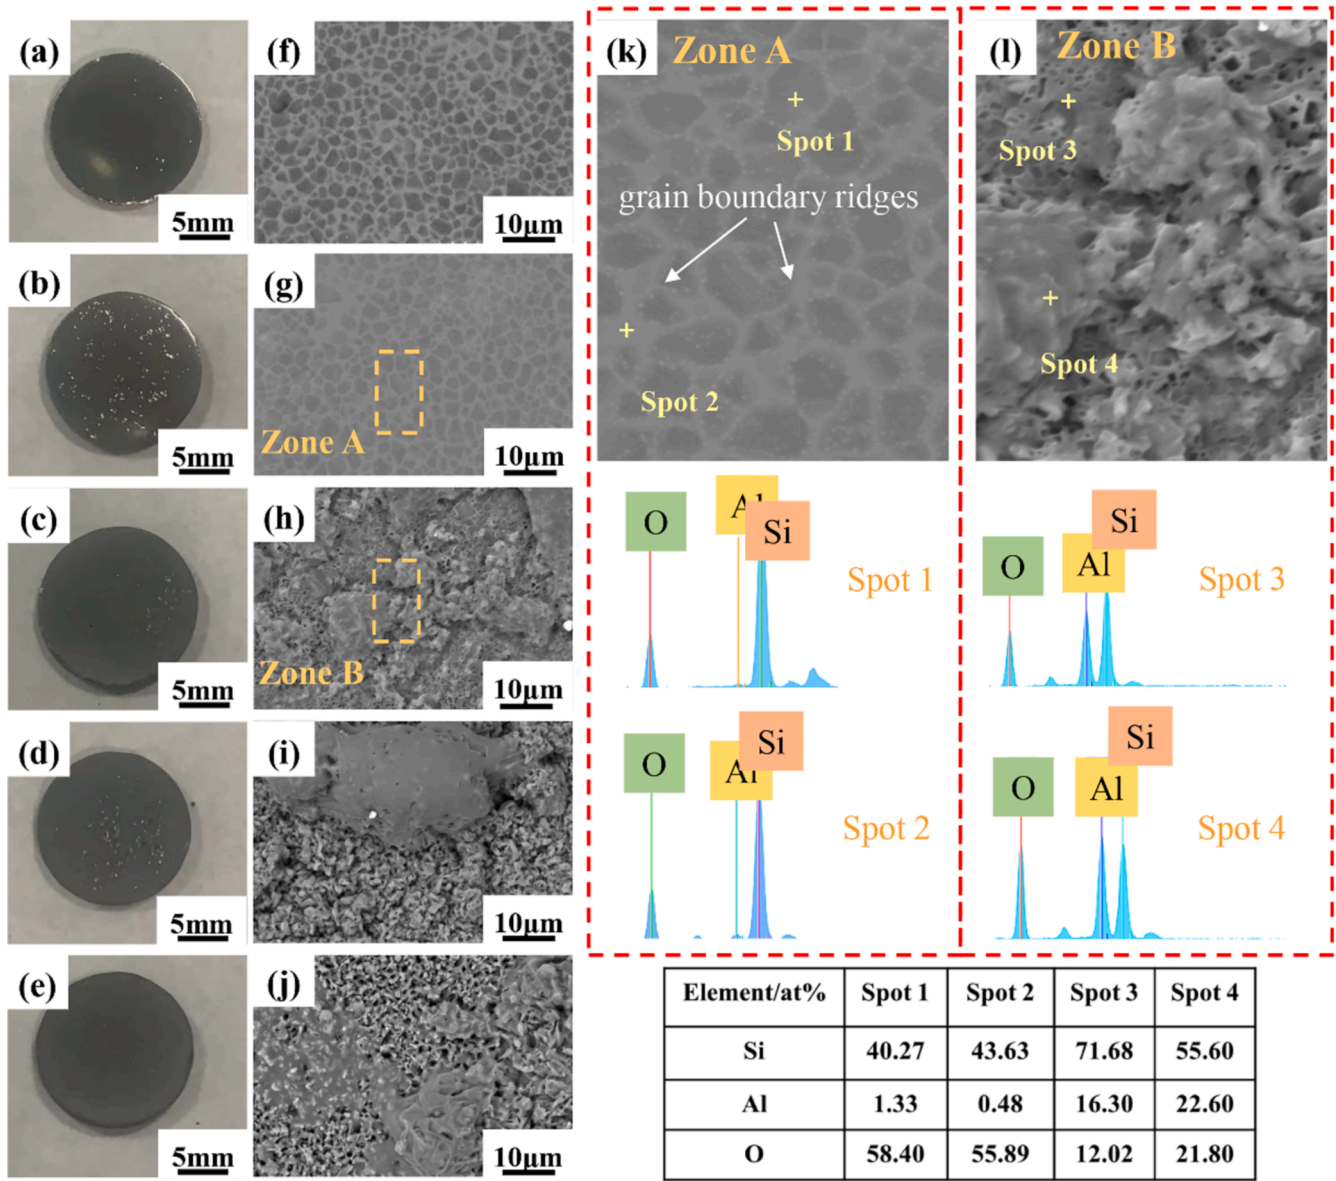 (a)
5mm
(f)
10μm
(b)
5mm
(g)
Zone A
10μm
(c)
5mm
(h)
Zone B
10μm
(d)
5mm
(i)
10μm
(e)
5mm
(j)
10μm
(k) Zone A
Spot 1
grain boundary ridges
Spot 2
O Al Si
Spot 1
O Al Si
Spot 2
(l) Zone B
Spot 3
Spot 4
O Al Si
Spot 3
O Al Si
Spot 4
Element/at% Spot 1 Spot 2 Spot 3 Spot 4
Si 40.27 43.63 71.68 55.60
Al 1.33 0.48 16.30 22.60
O 58.40 55.89 12.02 21.80